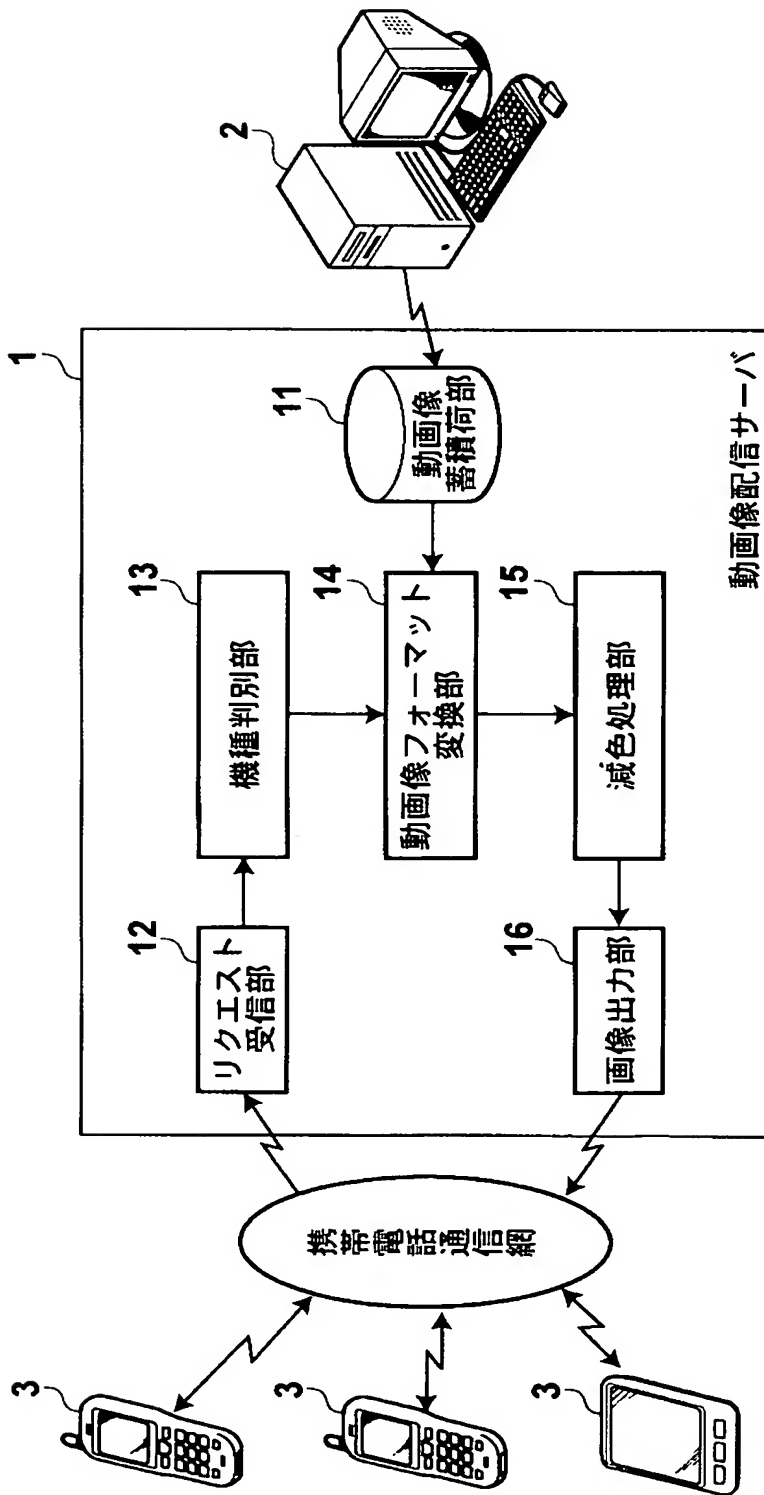 1
2
11
動画像
蓄積荷部
12
リクエスト
受信部
13
機種判別部
14
動画像フォーマット
変換部
15
減色処理部
16
画像出力部
動画像配信サーバ
携帯電話通信網
3
3
3